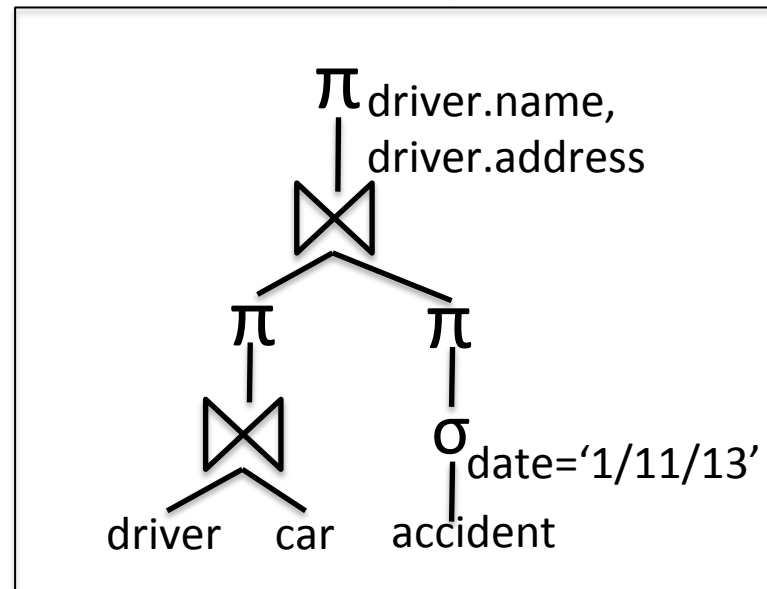 π driver.name,
driver.address
⋈
π π
⋈ σ date=‘1/11/13’
driver car accident